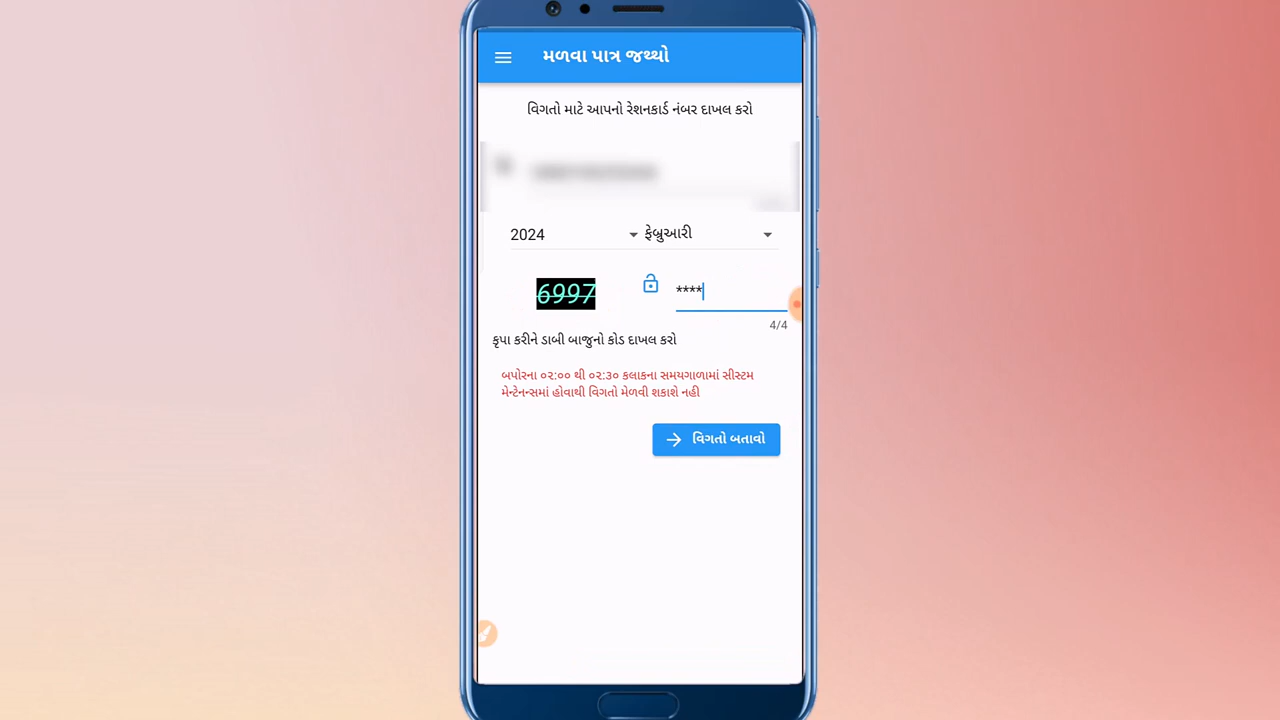 મળવા પાત્ર જથ્થો
વિગતો માટે આપનો રેશનકાર્ડ નંબર દાખલ કરો
2024 ફેબ્રુઆરી
6997 ****
4/4
કૃપા કરીને ડાબી બાજુનો કોડ દાખલ કરો
બપોરના ૦૨:૦૦ થી ૦૨:૩૦ કલાકના સમયગાળામાં સીસ્ટમ
મેન્ટેનન્સમાં હોવાથી વિગતો મેળવી શકાશે નહી
વિગતો બતાવો